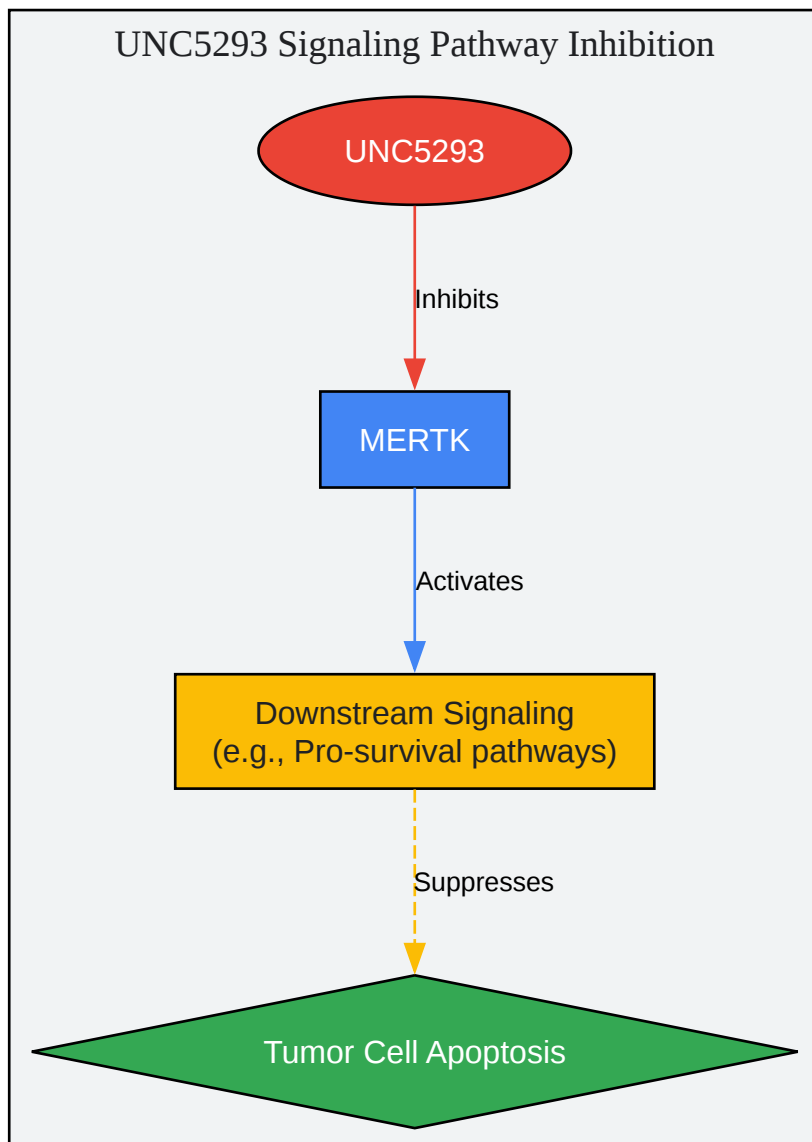 UNC5293 Signaling Pathway Inhibition
UNC5293
Inhibits
MERTK
Activates
Downstream Signaling
(e.g., Pro-survival pathways)
Suppresses
Tumor Cell Apoptosis